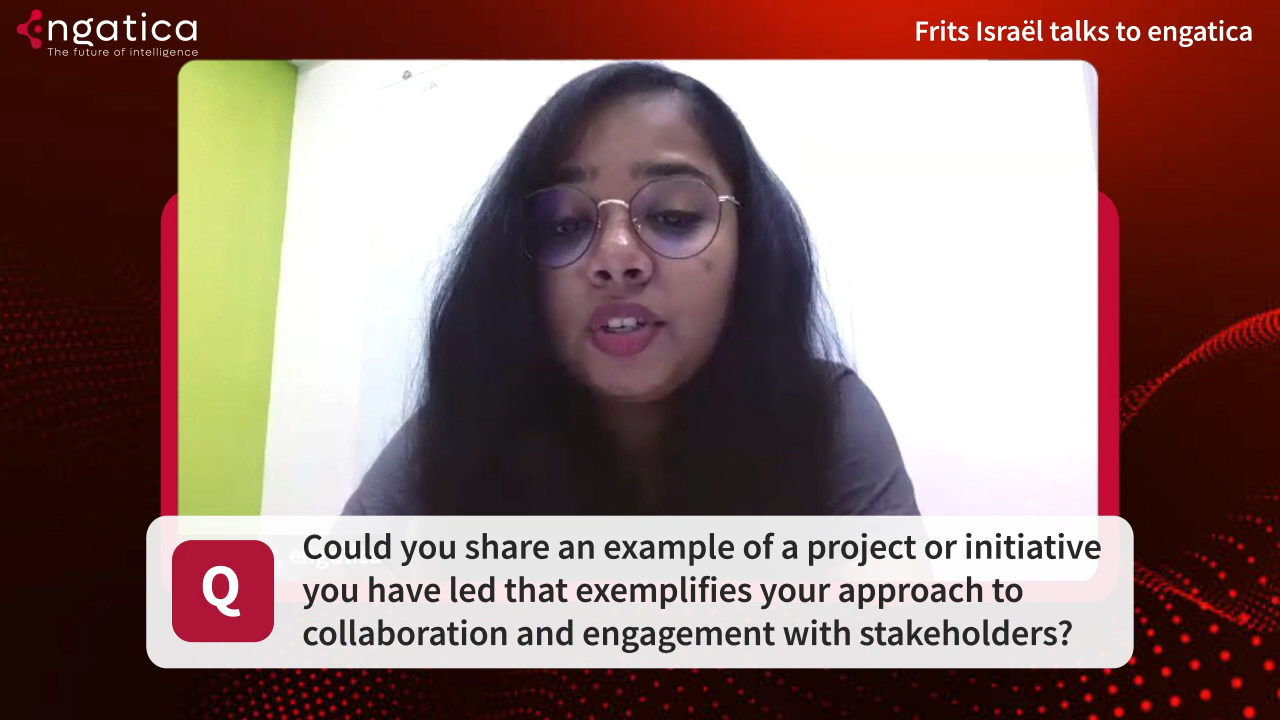 engatica
The future of intelligence
Frits Israël talks to engatica
Q
Could you share an example of a project or initiative
you have led that exemplifies your approach to
collaboration and engagement with stakeholders?